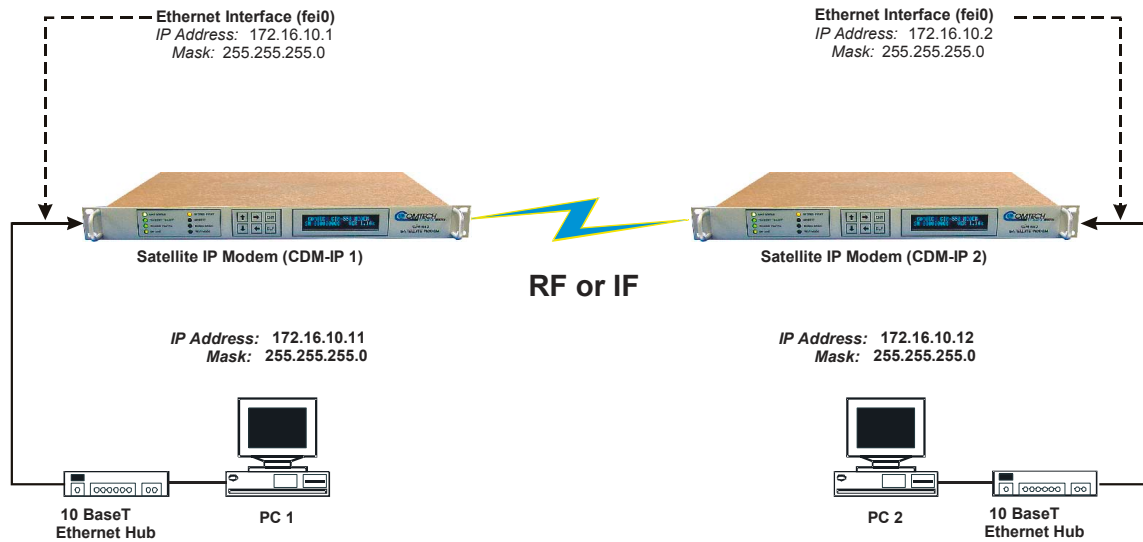 Ethernet Interface (fei0)
IP Address: 172.16.10.1
Mask: 255.255.255.0
Ethernet Interface (fei0)
IP Address: 172.16.10.2
Mask: 255.255.255.0
COMTECH
COMTECH
Satellite IP Modem (CDM-IP 1)
Satellite IP Modem (CDM-IP 2)
RF or IF
IP Address: 172.16.10.11
Mask: 255.255.255.0
IP Address: 172.16.10.12
Mask: 255.255.255.0
10 BaseT
Ethernet Hub
PC 1
PC 2
10 BaseT
Ethernet Hub